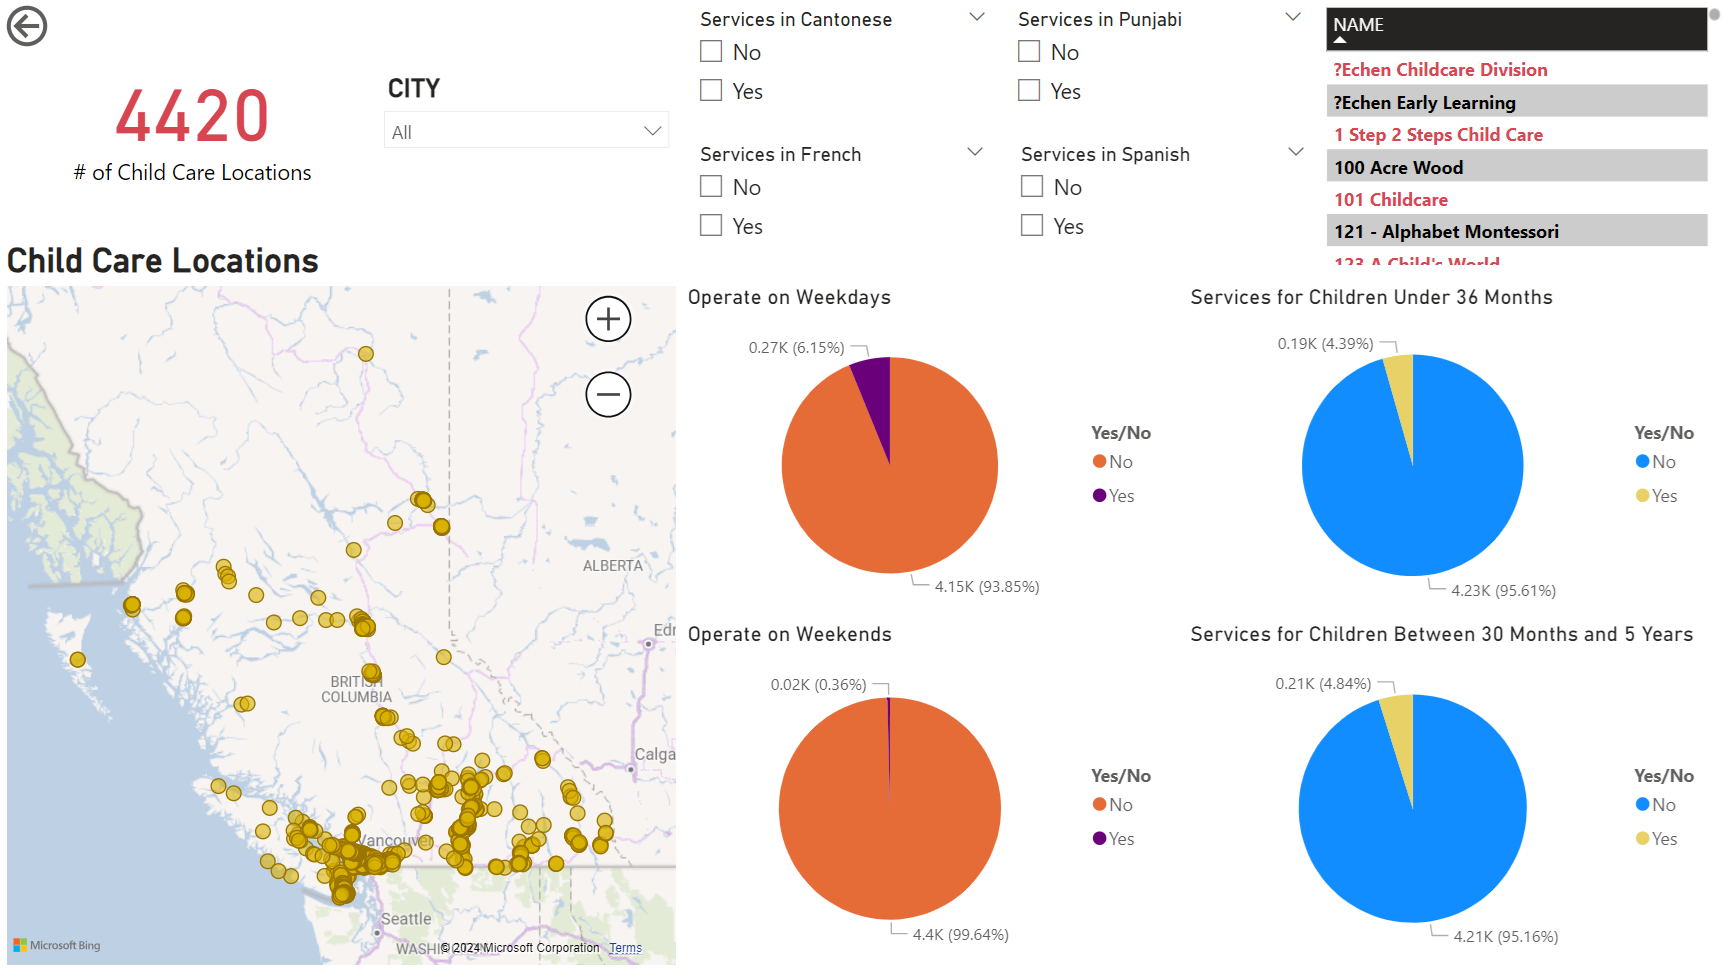 4420
# of Child Care Locations
CITY
All
Services in Cantonese
No
Yes
Services in Punjabi
No
Yes
Services in French
No
Yes
Services in Spanish
No
Yes
NAME
?Echen Childcare Division
?Echen Early Learning
1 Step 2 Steps Child Care
100 Acre Wood
101 Childcare
121 - Alphabet Montessori
123 A Child's World
Child Care Locations
ALBERTA
Edr
BRITISH
COLUMBIA
Calga
Vancouver
Seattle
Microsoft Bing
© 2024 Microsoft Corporation Terms
Operate on Weekdays
0.27K (6.15%)
4.15K (93.85%)
Yes/No
No
Yes
Services for Children Under 36 Months
0.19K (4.39%)
4.23K (95.61%)
Yes/No
No
Yes
Operate on Weekends
0.02K (0.36%)
4.4K (99.64%)
Yes/No
No
Yes
Services for Children Between 30 Months and 5 Years
0.21K (4.84%)
4.21K (95.16%)
Yes/No
No
Yes